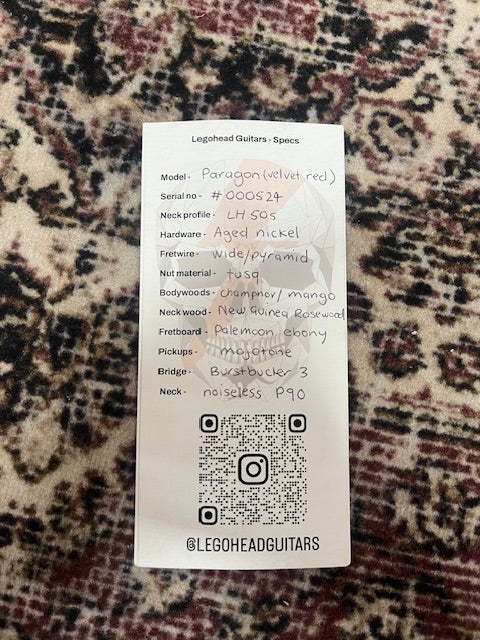 Legohead Guitars - Specs
Model - Paragon (velvet red)
Serial no - #000524
Neck profile - LH 50s
Hardware - Aged nickel
Fretwire - wide/pyramid
Nut material - tusq
Bodywoods - champnoy/ mango
Neck wood - New Guinea Rosewood
Fretboard - Palemoon ebony
Pickups - mojotone
Bridge - Burstbucker 3
Neck - noiseless P90
@LEGOHEADGUITARS